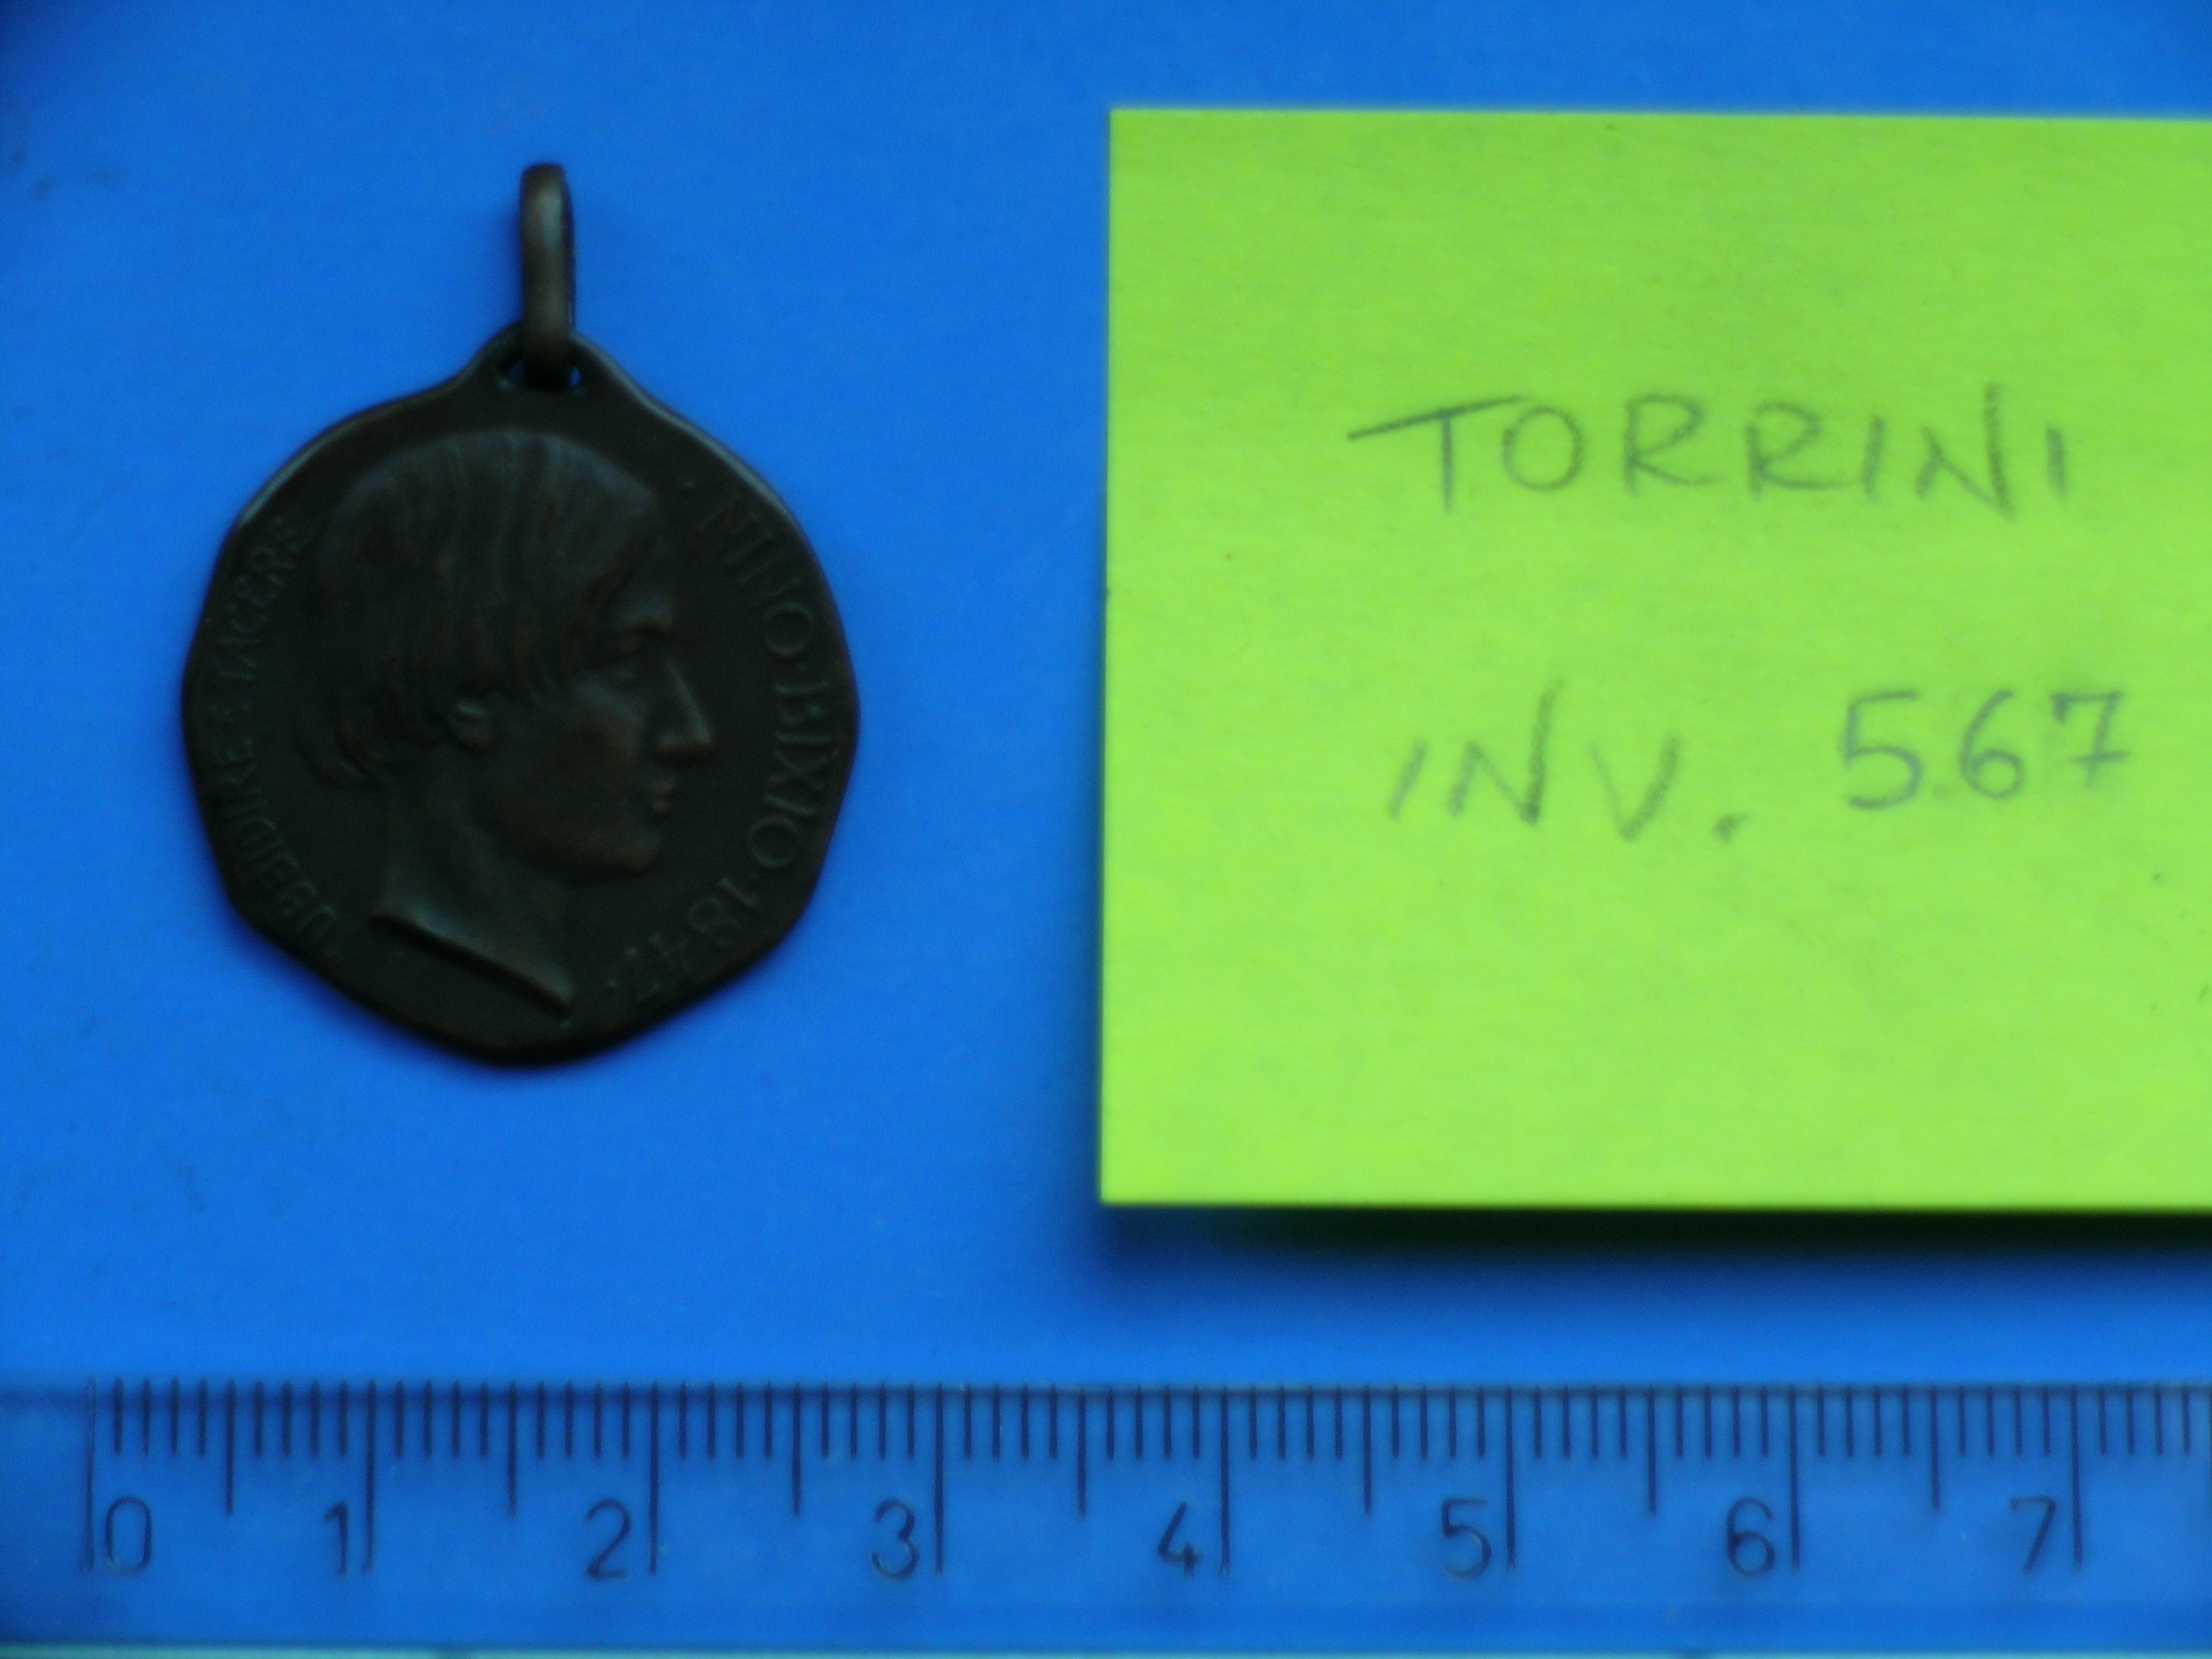 UBBIDIRE E TACERE
NINO·BIXIO·1847·
TORRINI
INV. 567
0 1 2 3 4 5 6 7